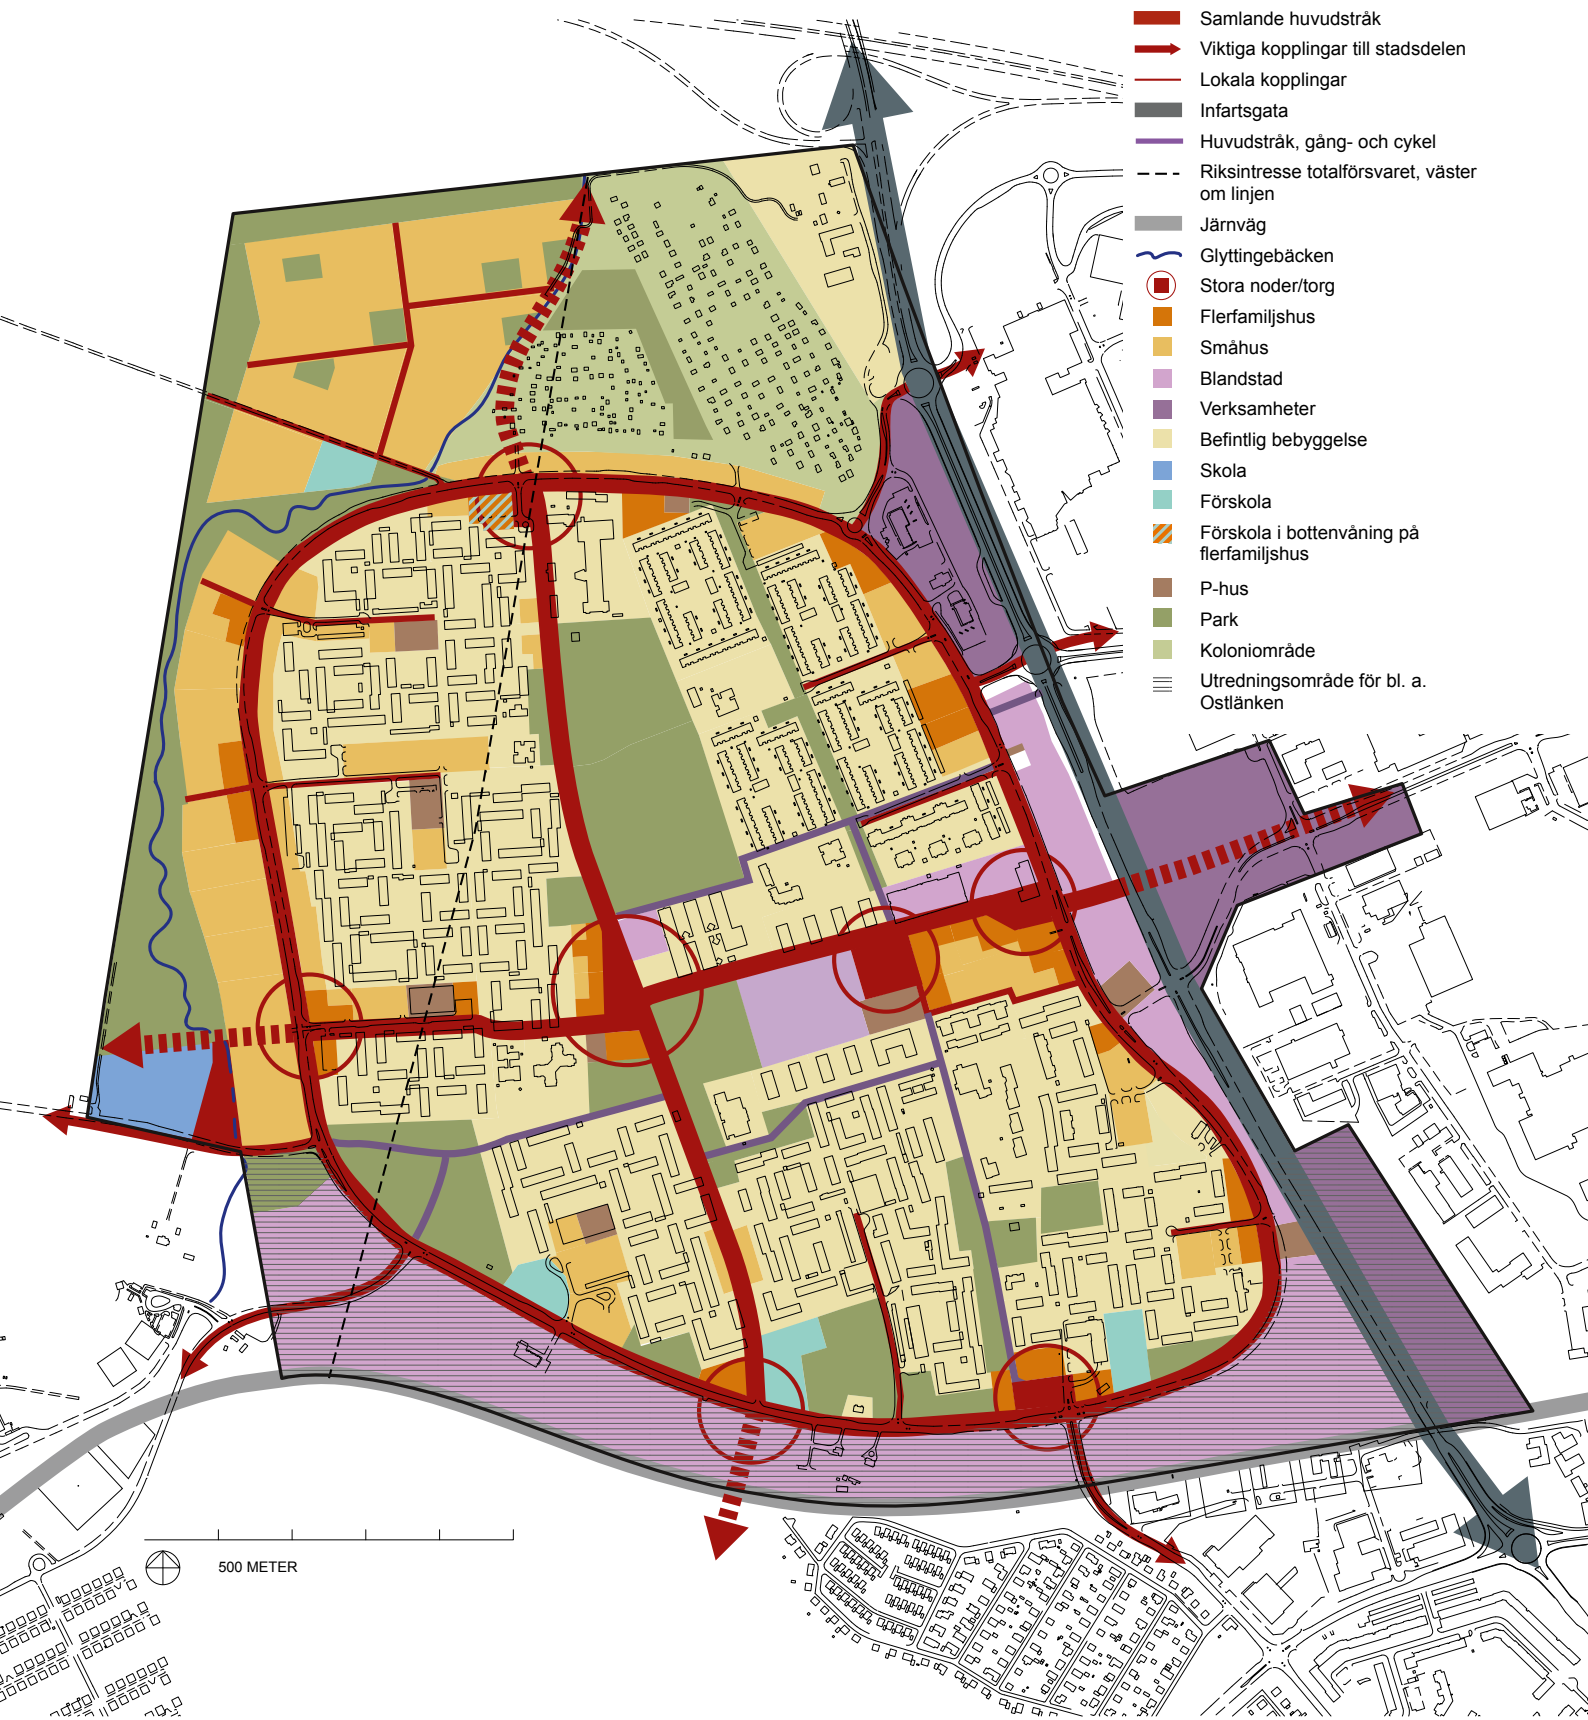 Samlande huvudstråk
Viktiga kopplingar till stadsdelen
Lokala kopplingar
Infartsgata
Huvudstråk, gång- och cykel
Riksintresse totalförsvaret, väster
om linjen
Järnväg
Glyttingebäcken
Stora noder/torg
Flerfamiljshus
Småhus
Blandstad
Verksamheter
Befintlig bebyggelse
Skola
Förskola
Förskola i bottenvåning på
flerfamiljshus
P-hus
Park
Koloniområde
Utredningsområde för bl. a.
Ostlänken
500 METER